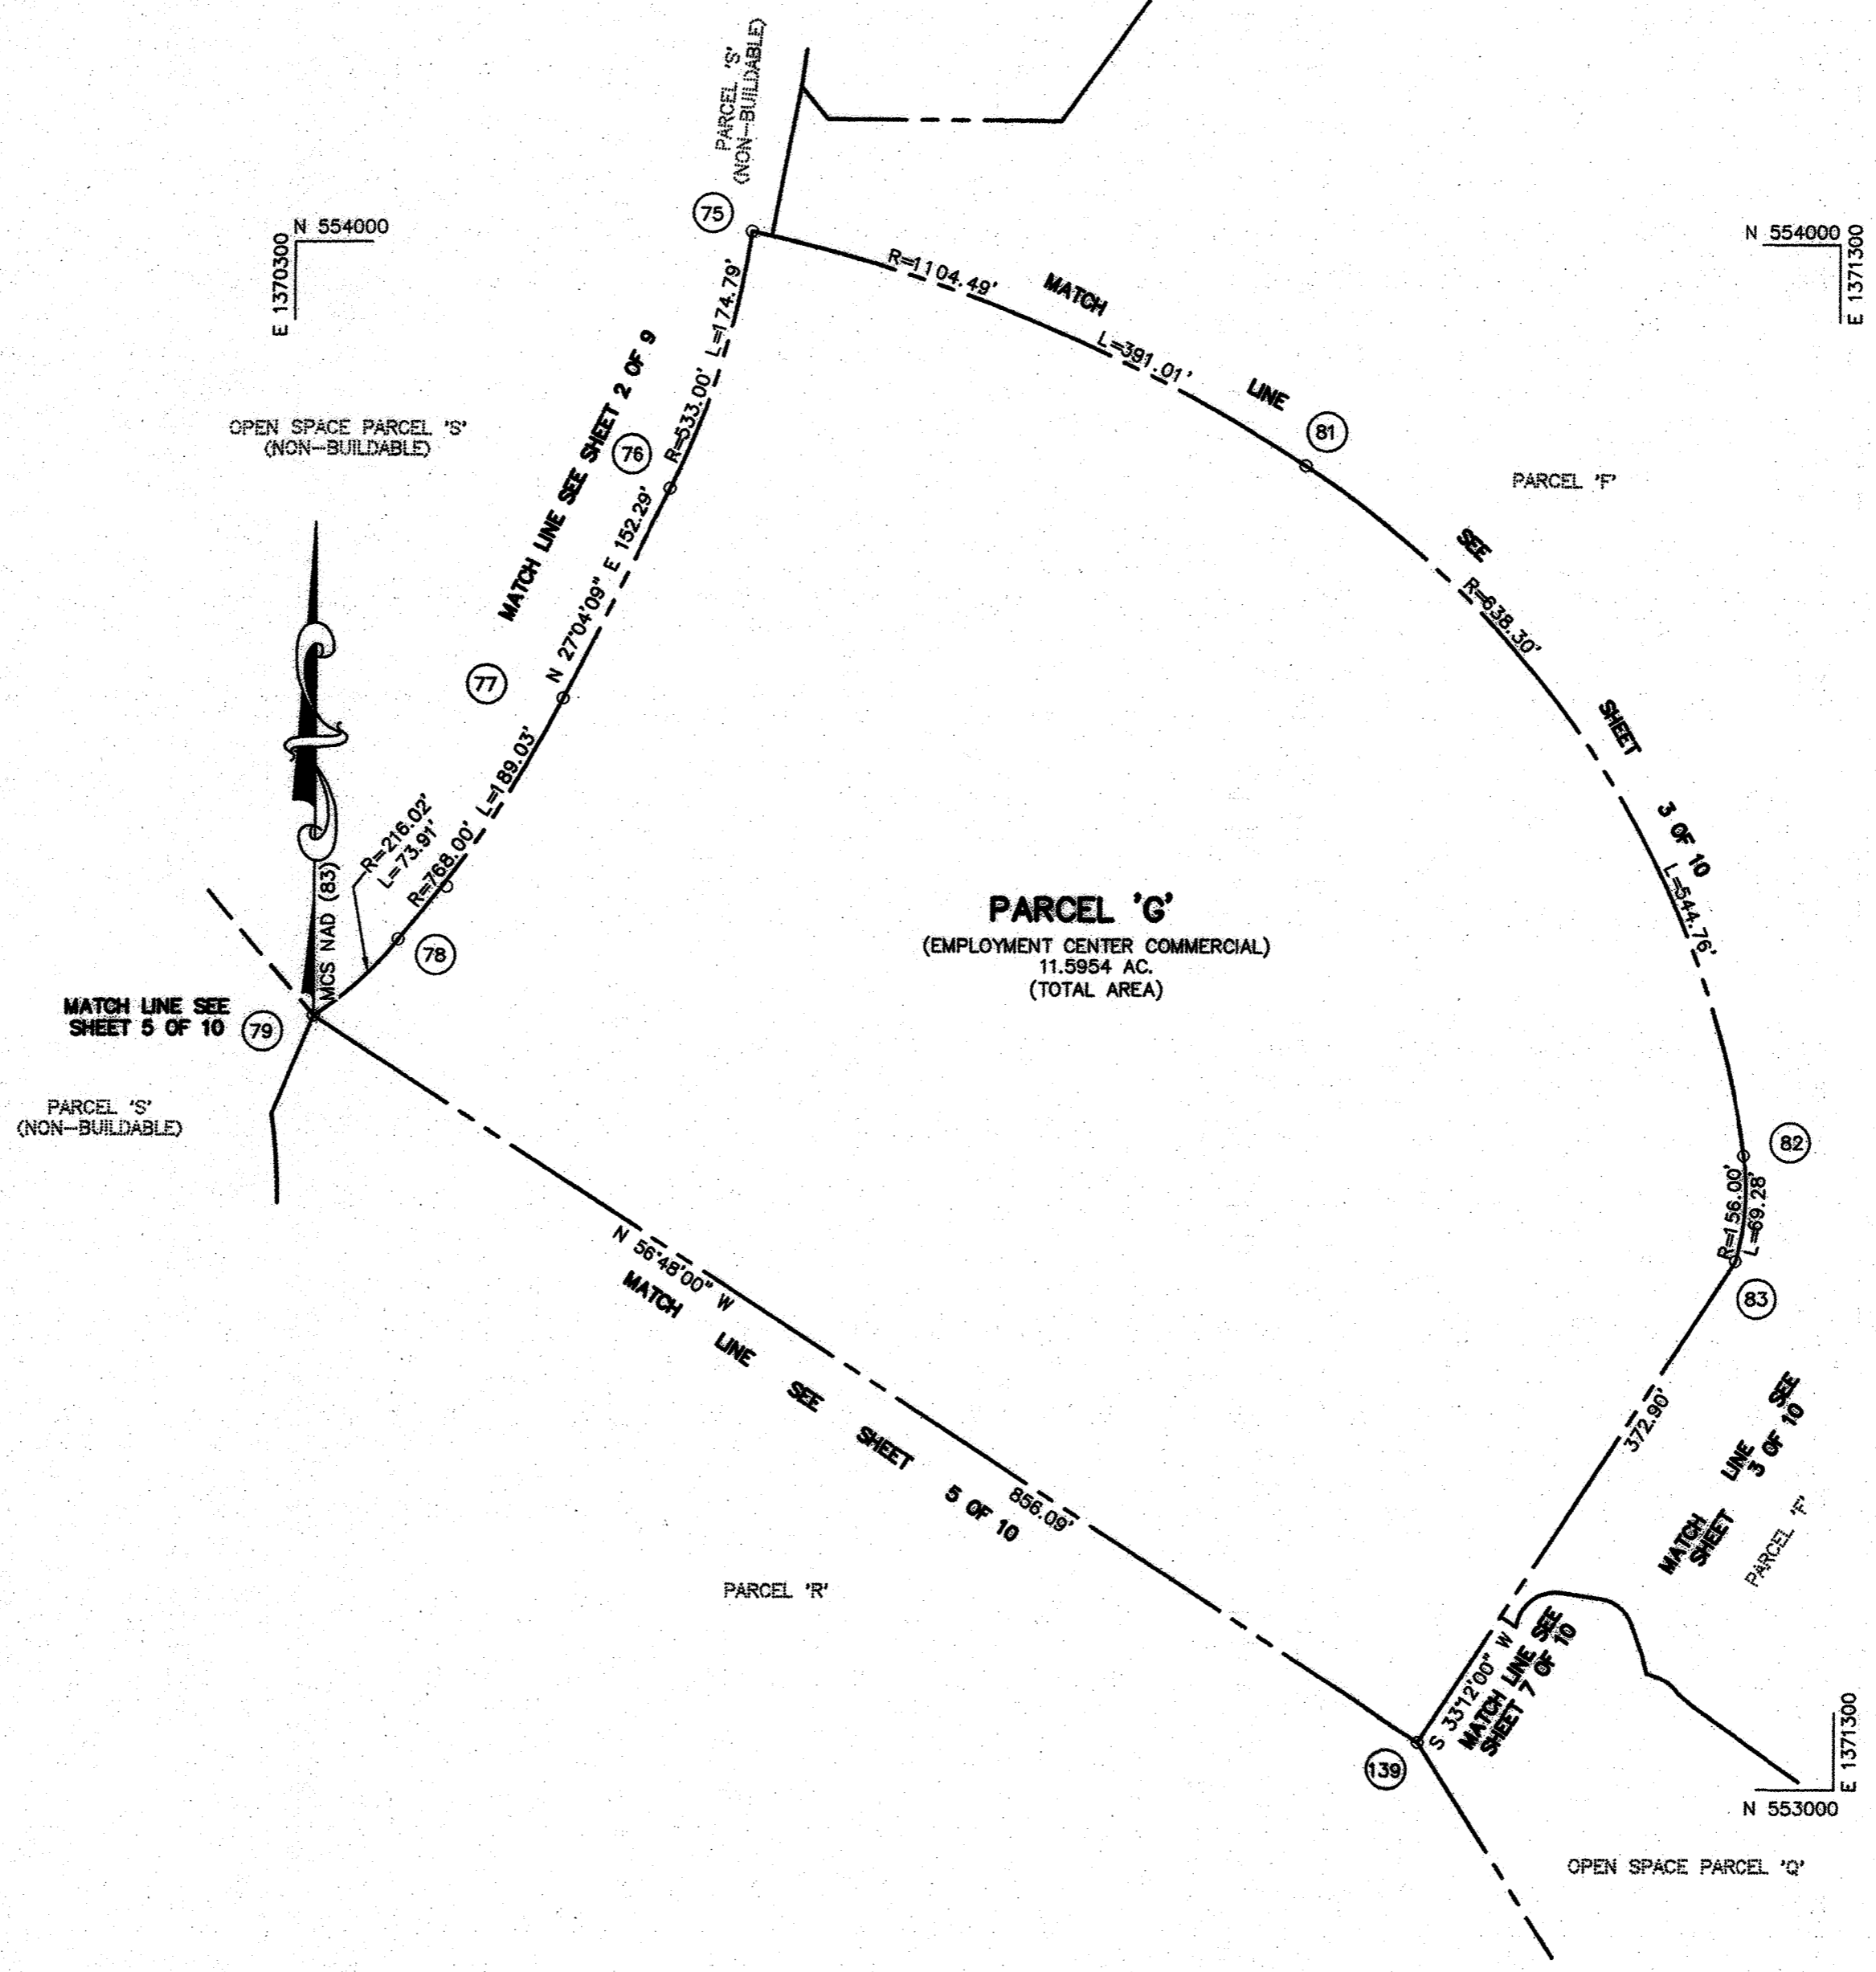 PARCEL 'S'
(NON-BUILDABLE)
75
N 554000
E 1370300
N 554000
E 1371300
R=1104.49'
MATCH
L=391.01'
LINE
81
L=174.79'
R=533.00'
MATCH LINE SEE SHEET 2 OF 9
76
OPEN SPACE PARCEL 'S'
(NON-BUILDABLE)
PARCEL 'F'
SEE
R=638.30'
N 27°04'09" E 152.29'
77
SHEET
3 OF 10
L=544.76'
R=768.00' L=189.03'
R=216.02'
L=73.91'
MCS NAD (83)
78
PARCEL 'G'
(EMPLOYMENT CENTER COMMERCIAL)
11.5954 AC.
(TOTAL AREA)
MATCH LINE SEE
SHEET 5 OF 10
79
PARCEL 'S'
(NON-BUILDABLE)
82
R=156.00'
L=69.28'
83
N 56°48'00" W
856.09'
MATCH LINE SEE SHEET 5 OF 10
372.90'
MATCH LINE SEE
SHEET 3 OF 10
PARCEL 'F'
PARCEL 'R'
S 33°12'00" W
MATCH LINE SEE
SHEET 7 OF 10
139
E 1371300
N 553000
OPEN SPACE PARCEL 'Q'